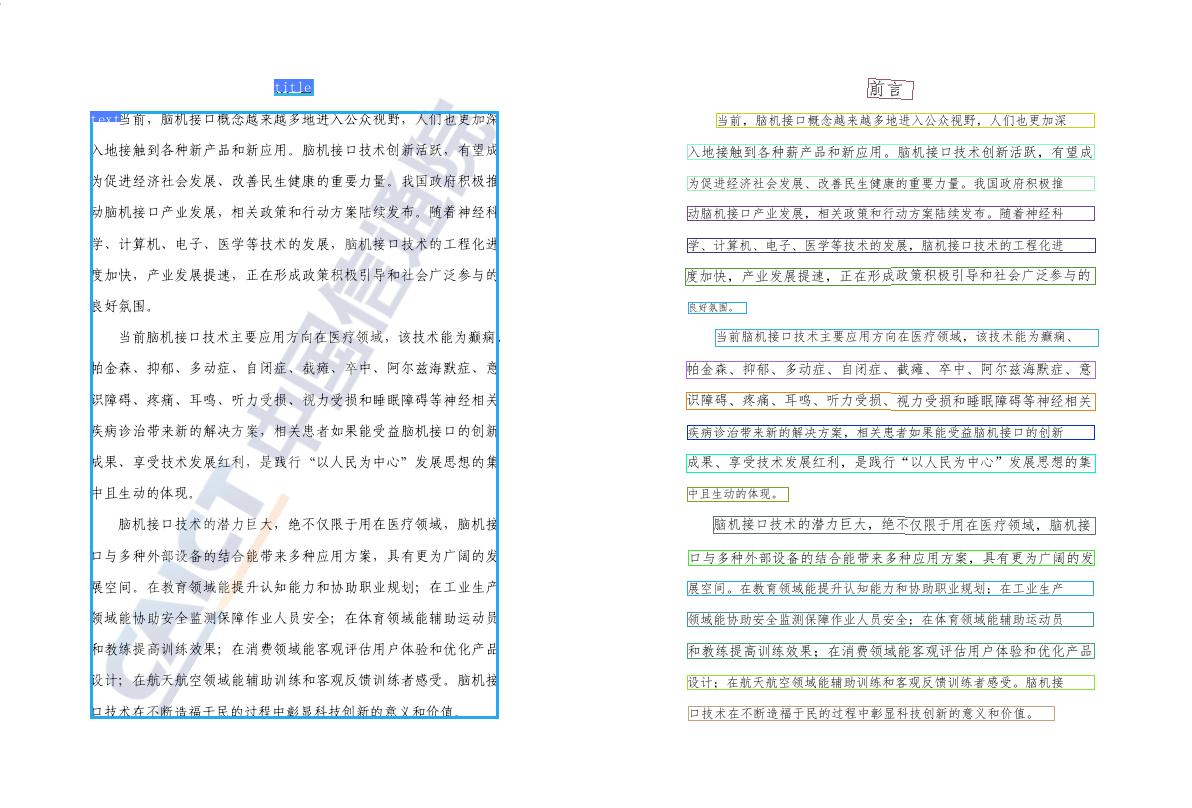 title
text当前，脑机接口概念越来越多地进入公众视野，人们也更加深
入地接触到各种新产品和新应用。脑机接口技术创新活跃，有望成
为促进经济社会发展、改善民生健康的重要力量。我国政府积极推
动脑机接口产业发展，相关政策和行动方案陆续发布。随着神经科
学、计算机、电子、医学等技术的发展，脑机接口技术的工程化进
度加快，产业发展提速，正在形成政策积极引导和社会广泛参与的
良好氛围。
当前脑机接口技术主要应用方向在医疗领域，该技术能为癫痫、
帕金森、抑郁、多动症、自闭症、截瘫、卒中、阿尔兹海默症、意
识障碍、疼痛、耳鸣、听力受损、视力受损和睡眠障碍等神经相关
疾病诊治带来新的解决方案，相关患者如果能受益脑机接口的创新
成果、享受技术发展红利，是践行“以人民为中心”发展思想的集
中且生动的体现。
脑机接口技术的潜力巨大，绝不仅限于用在医疗领域，脑机接
口与多种外部设备的结合能带来多种应用方案，具有更为广阔的发
展空间。在教育领域能提升认知能力和协助职业规划；在工业生产
领域能协助安全监测保障作业人员安全；在体育领域能辅助运动员
和教练提高训练效果；在消费领域能客观评估用户体验和优化产品
设计；在航天航空领域能辅助训练和客观反馈训练者感受。脑机接
口技术在不断造福于民的过程中彰显科技创新的意义和价值。
CAICT 中国信通院
前言
当前，脑机接口概念越来越多地进入公众视野，人们也更加深
入地接触到各种薪产品和新应用。脑机接口技术创新活跃，有望成
为促进经济社会发展、改善民生健康的重要力量。我国政府积极推
动脑机接口产业发展，相关政策和行动方案陆续发布。随着神经科
学、计算机、电子、医学等技术的发展，脑机接口技术的工程化进
度加快，产业发展提速，正在形成政策积极引导和社会广泛参与的
良好氛围。
当前脑机接口技术主要应用方向在医疗领域，该技术能为癫痫、
帕金森、抑郁、多动症、自闭症、截瘫、卒中、阿尔兹海默症、意
识障碍、疼痛、耳鸣、听力受损、视力受损和睡眠障碍等神经相关
疾病诊治带来新的解决方案，相关患者如果能受益脑机接口的创新
成果、享受技术发展红利，是践行“以人民为中心”发展思想的集
中且生动的体现。
脑机接口技术的潜力巨大，绝不仅限于用在医疗领域，脑机接
口与多种外部设备的结合能带来多种应用方案，具有更为广阔的发
展空间。在教育领域能提升认知能力和协助职业规划；在工业生产
领域能协助安全监测保障作业人员安全；在体育领域能辅助运动员
和教练提高训练效果；在消费领域能客观评估用户体验和优化产品
设计；在航天航空领域能辅助训练和客观反馈训练者感受。脑机接
口技术在不断造福于民的过程中彰显科技创新的意义和价值。